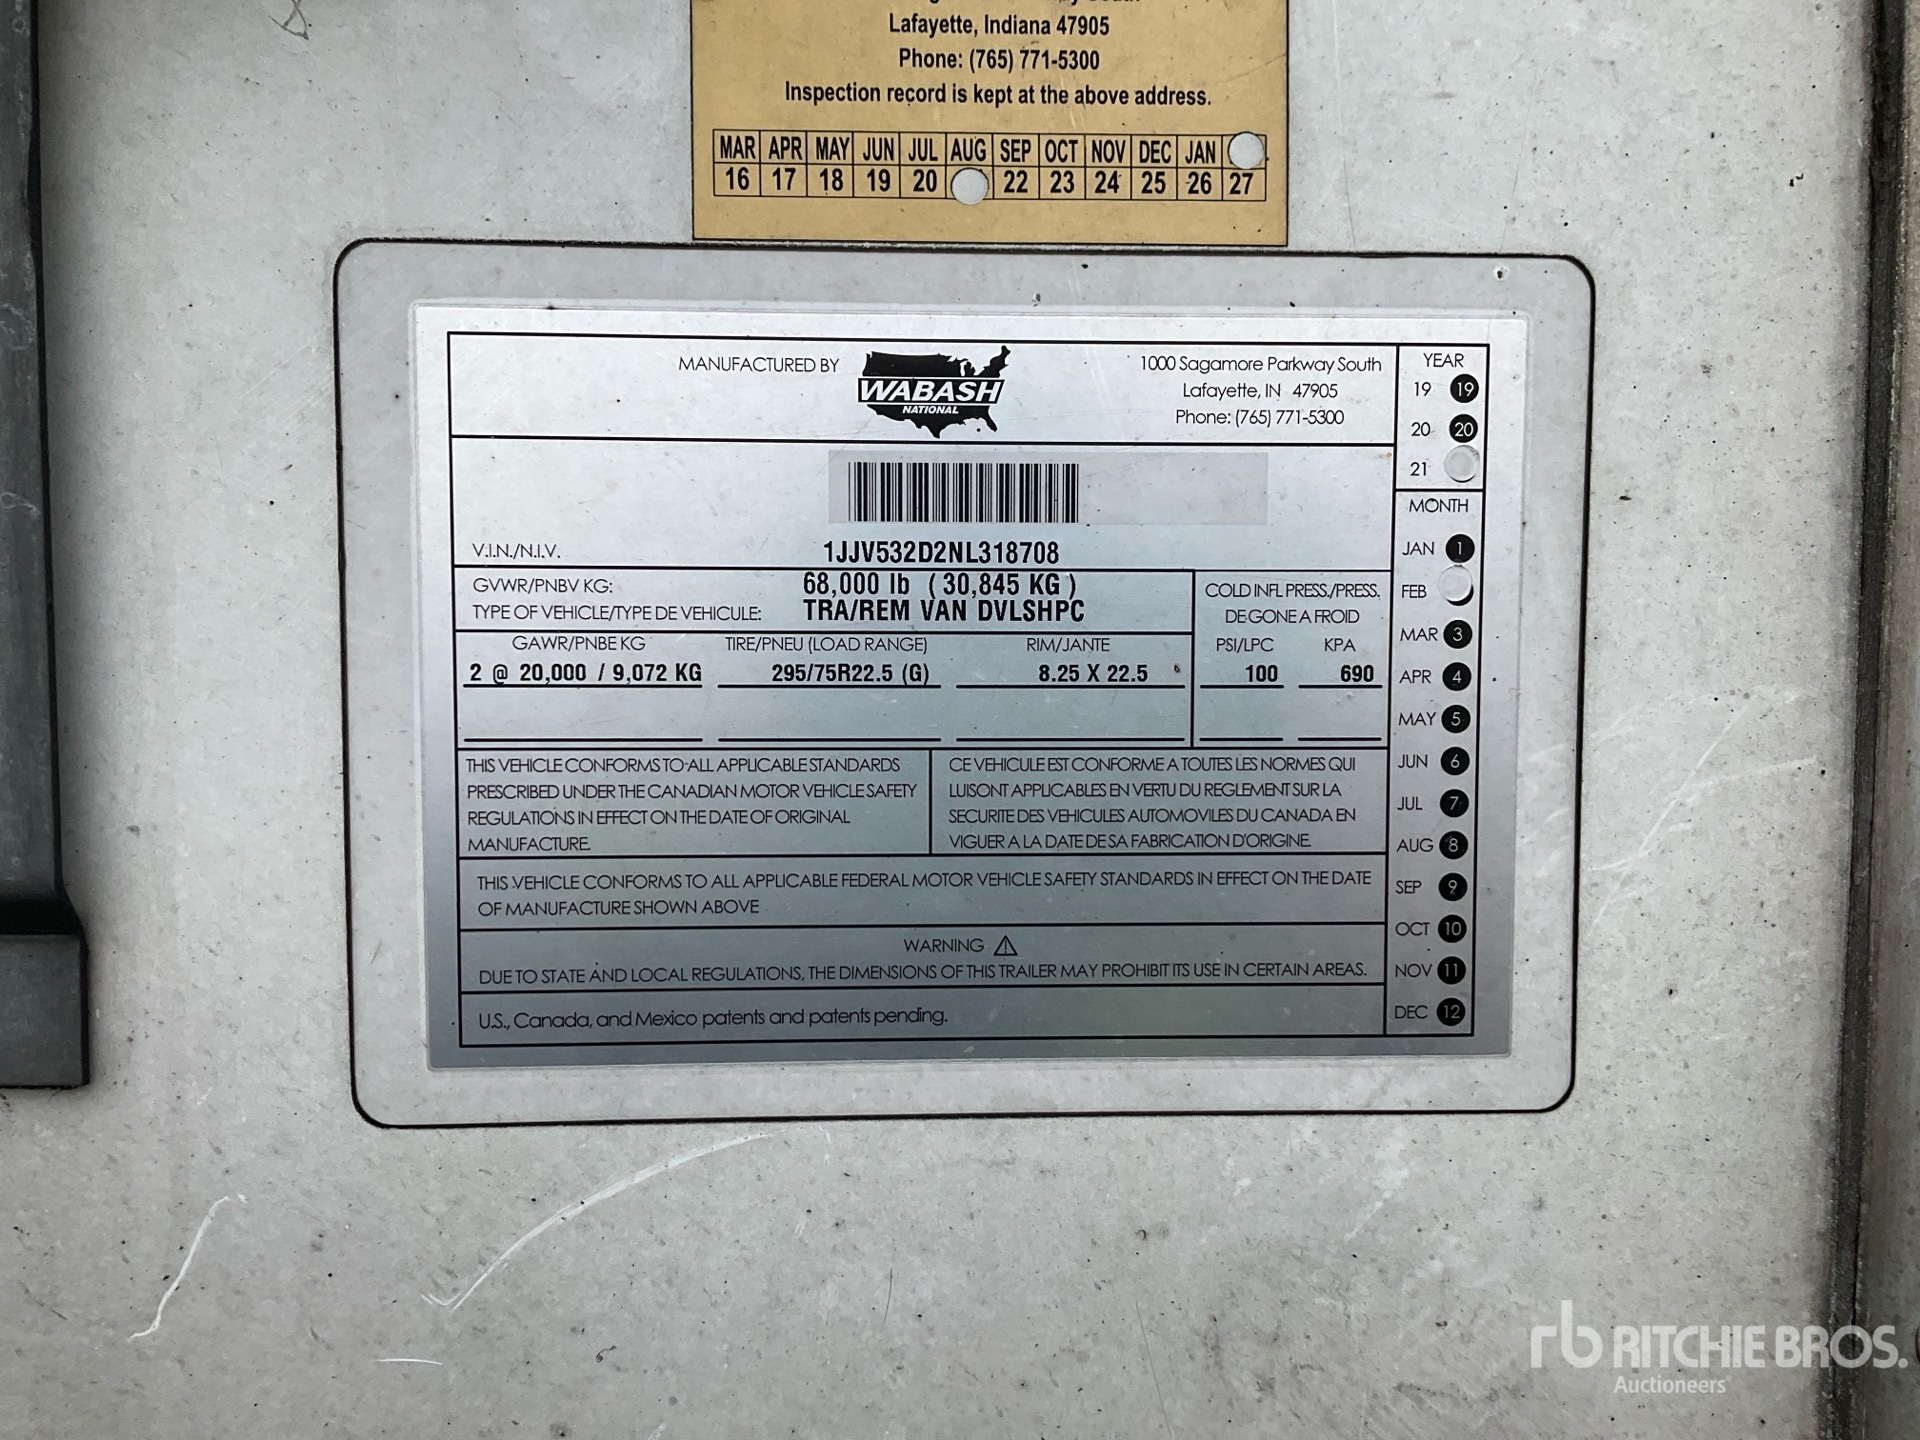 Lafayette, Indiana 47905
Phone: (765) 771-5300
Inspection record is kept at the above address.
MAR APR MAY JUN JUL AUG SEP OCT NOV DEC JAN
16 17 18 19 20 22 23 24 25 26 27
MANUFACTURED BY
WABASH
NATIONAL
1000 Sagamore Parkway South
Lafayette, IN 47905
Phone: (765) 771-5300
YEAR
19 19
20 20
21
V.I.N./N.I.V. 1JJV532D2NL318708
GVWR/PNBV KG: 68,000 lb ( 30,845 KG )
TYPE OF VEHICLE/TYPE DE VEHICULE: TRA/REM VAN DVLSHPC
COLD INFL PRESS./PRESS.
DE GONE A FROID
GAWR/PNBE KG TIRE/PNEU (LOAD RANGE) RIM/JANTE PSI/LPC KPA
2 @ 20,000 / 9,072 KG 295/75R22.5 (G) 8.25 X 22.5 100 690
THIS VEHICLE CONFORMS TO ALL APPLICABLE STANDARDS
PRESCRIBED UNDER THE CANADIAN MOTOR VEHICLE SAFETY
REGULATIONS IN EFFECT ON THE DATE OF ORIGINAL
MANUFACTURE.
CE VEHICULE EST CONFORME A TOUTES LES NORMES QUI
LUI SONT APPLICABLES EN VERTU DU REGLEMENT SUR LA
SECURITE DES VEHICULES AUTOMOVILES DU CANADA EN
VIGUER A LA DATE DE SA FABRICATION D'ORIGINE.
THIS VEHICLE CONFORMS TO ALL APPLICABLE FEDERAL MOTOR VEHICLE SAFETY STANDARDS IN EFFECT ON THE DATE
OF MANUFACTURE SHOWN ABOVE
WARNING
DUE TO STATE AND LOCAL REGULATIONS, THE DIMENSIONS OF THIS TRAILER MAY PROHIBIT ITS USE IN CERTAIN AREAS.
U.S., Canada, and Mexico patents and patents pending.
MONTH
JAN 1
FEB
MAR 3
APR 4
MAY 5
JUN 6
JUL 7
AUG 8
SEP 9
OCT 10
NOV 11
DEC 12
rb RITCHIE BROS.
Auctioneers